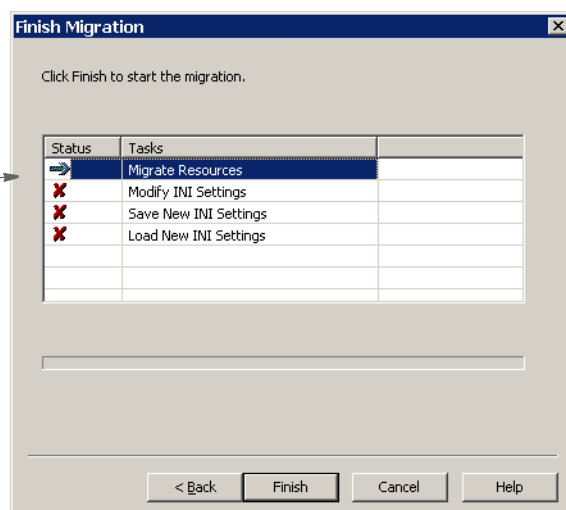 Finish Migration
Click Finish to start the migration.
Status Tasks
Migrate Resources
Modify INI Settings
Save New INI Settings
Load New INI Settings
< Back Finish Cancel Help